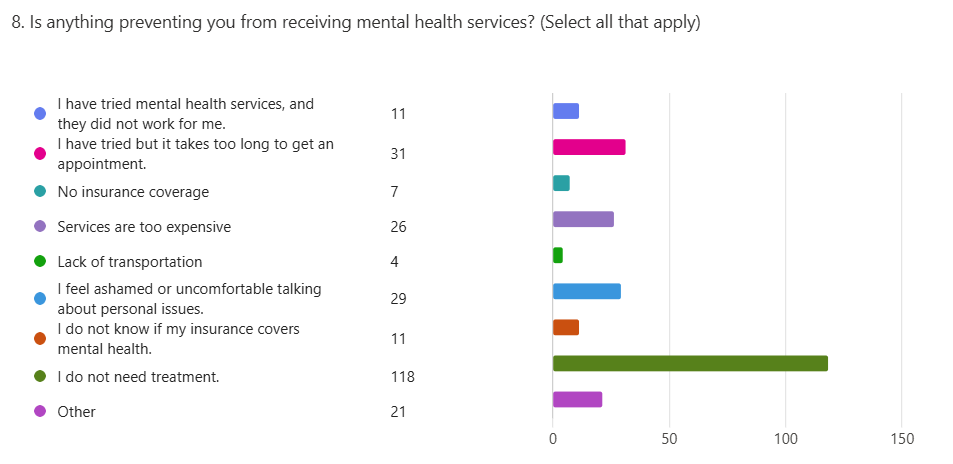 8. Is anything preventing you from receiving mental health services? (Select all that apply)
I have tried mental health services, and
they did not work for me.
11
I have tried but it takes too long to get an
appointment.
31
No insurance coverage
7
Services are too expensive
26
Lack of transportation
4
I feel ashamed or uncomfortable talking
about personal issues.
29
I do not know if my insurance covers
mental health.
11
I do not need treatment.
118
Other
21
0 50 100 150